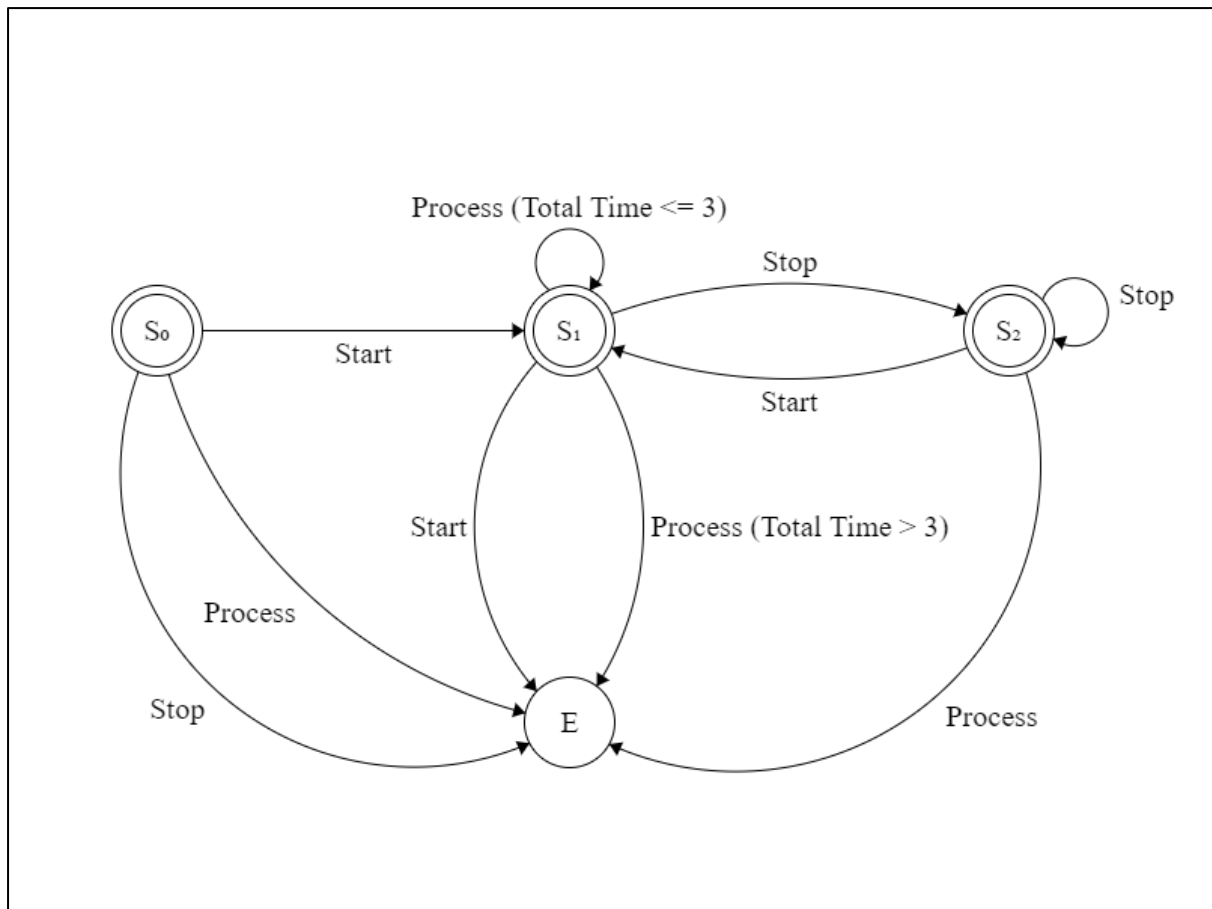 Process (Total Time <= 3)
Stop
Stop
S₀
S₁
S₂
Start
Start
Start
Process (Total Time > 3)
Process
Stop
E
Process